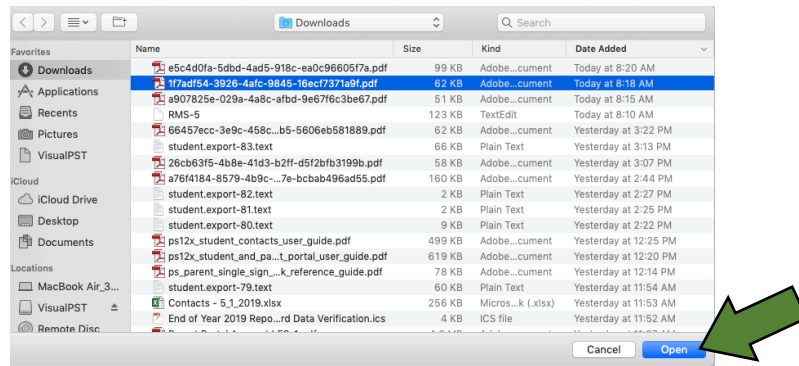 Downloads
Search
Favorites
Downloads
Applications
Recents
Pictures
VisualPST
iCloud
iCloud Drive
Desktop
Documents
Locations
MacBook Air_3...
VisualPST
Remote Disc
Name Size Kind Date Added
e5c4d0fa-5dbd-4ad5-918c-ea0c96605f7a.pdf 99 KB Adobe...cument Today at 8:20 AM
1f7adf54-3926-4afc-9845-16ecf7371a9f.pdf 62 KB Adobe...cument Today at 8:18 AM
a907825e-029a-4a8c-afbd-9e67f6c3be67.pdf 51 KB Adobe...cument Today at 8:15 AM
RMS-5 123 KB TextEdit Today at 8:10 AM
66457ecc-3e9c-458c...b5-5606eb581889.pdf 62 KB Adobe...cument Yesterday at 3:22 PM
student.export-83.text 66 KB Plain Text Yesterday at 3:13 PM
26cb63f5-4b8e-41d3-b2ff-d5f2bfb3199b.pdf 58 KB Adobe...cument Yesterday at 3:07 PM
a76f4184-8579-4b9c-...7e-bcbab496ad55.pdf 160 KB Adobe...cument Yesterday at 2:44 PM
student.export-82.text 2 KB Plain Text Yesterday at 2:27 PM
student.export-81.text 2 KB Plain Text Yesterday at 2:25 PM
student.export-80.text 9 KB Plain Text Yesterday at 2:22 PM
ps12x_student_contacts_user_guide.pdf 499 KB Adobe...cument Yesterday at 12:25 PM
ps12x_student_and_pa...t_portal_user_guide.pdf 619 KB Adobe...cument Yesterday at 12:20 PM
ps_parent_single_sign_...k_reference_guide.pdf 78 KB Adobe...cument Yesterday at 12:14 PM
student.export-79.text 60 KB Plain Text Yesterday at 11:54 AM
Contacts - 5_1_2019.xlsx 256 KB Micros...k (.xlsx) Yesterday at 11:53 AM
End of Year 2019 Repo...rd Data Verification.ics 4 KB ICS file Yesterday at 11:52 AM
Cancel Open